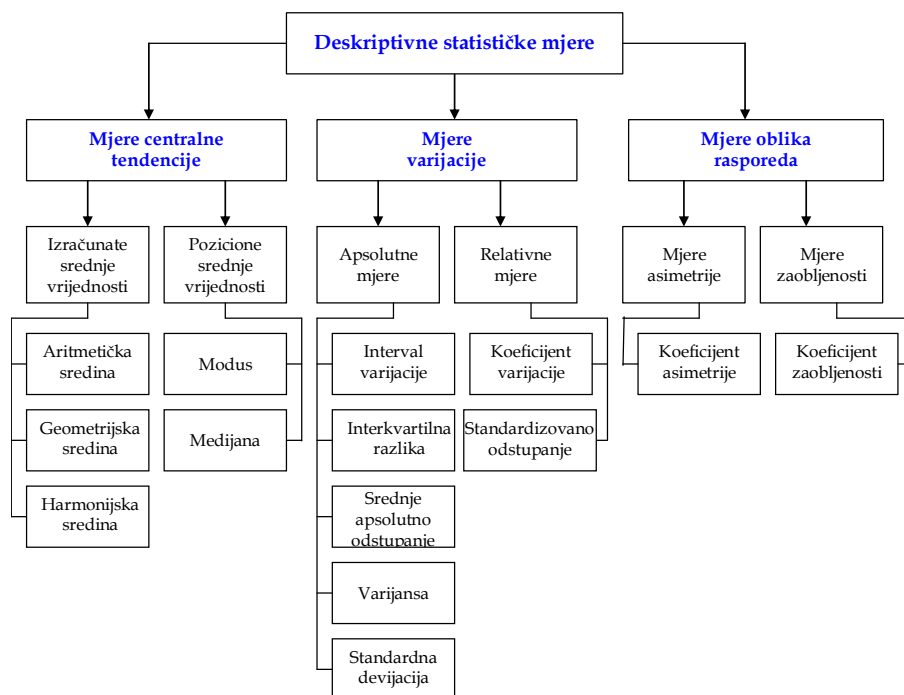 Deskriptivne statističke mjere
Mjere centralne
tendencije
Mjere
varijacije
Mjere oblika
rasporeda
Izračunate
srednje
vrijednosti
Pozicione
srednje
vrijednosti
Apsolutne
mjere
Relativne
mjere
Mjere
asimetrije
Mjere
zaobljenosti
Aritmetička
sredina
Modus
Interval
varijacije
Koeficijent
varijacije
Koeficijent
asimetrije
Koeficijent
zaobljenosti
Geometrijska
sredina
Medijana
Interkvartilna
razlika
Standardizovano
odstupanje
Harmonijska
sredina
Srednje
apsolutno
odstupanje
Varijansa
Standardna
devijacija